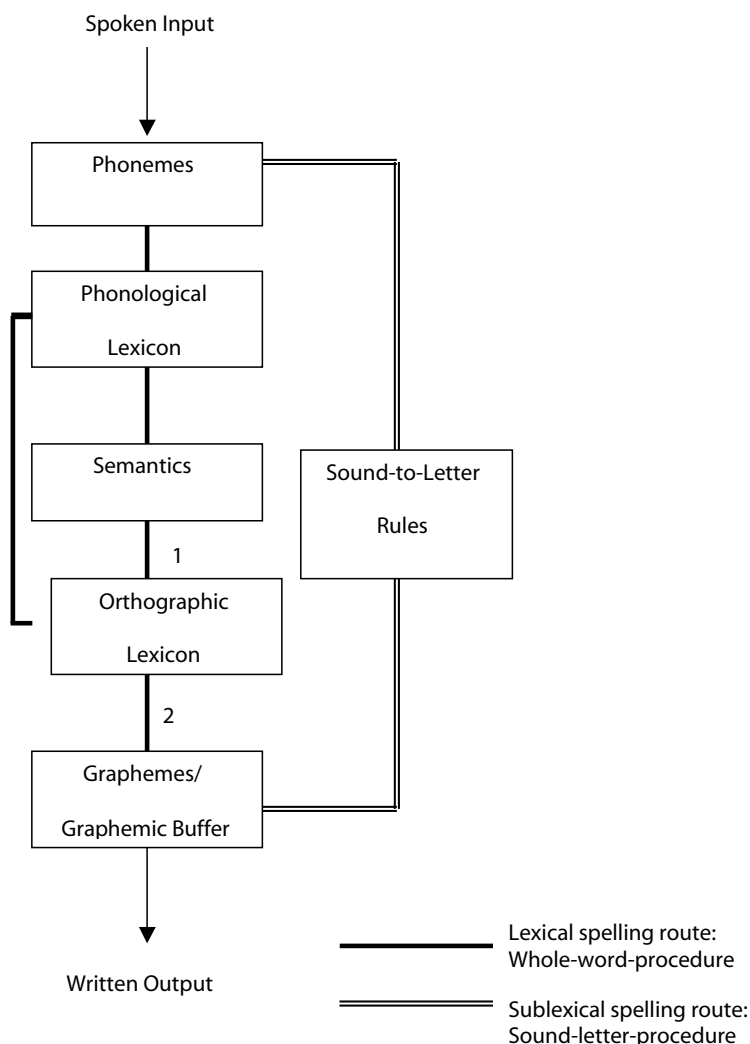 Spoken Input
Phonemes
Phonological
Lexicon
Semantics
Sound-to-Letter
Rules
1
Orthographic
Lexicon
2
Graphemes/
Graphemic Buffer
Written Output
Lexical spelling route:
Whole-word-procedure
Sublexical spelling route:
Sound-letter-procedure